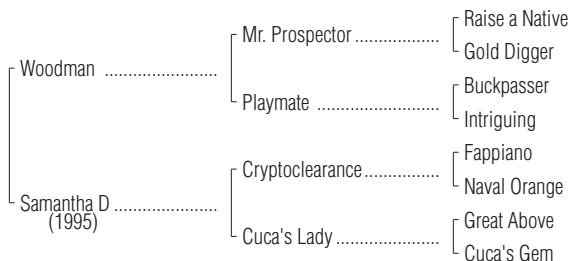 Raise a Native
Mr. Prospector ..................
Gold Digger
Woodman ........................
Buckpasser
Playmate ..........................
Intriguing
Fappiano
Cryptoclearance................
Naval Orange
Samantha D ......................
(1995)
Great Above
Cuca's Lady ......................
Cuca's Gem